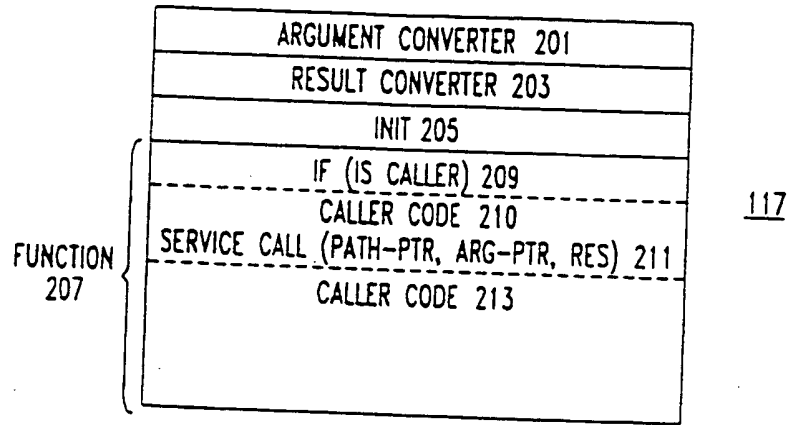 ARGUMENT CONVERTER 201
RESULT CONVERTER 203
INIT 205
IF (IS CALLER) 209
CALLER CODE 210
SERVICE CALL (PATH-PTR, ARG-PTR, RES) 211
CALLER CODE 213
FUNCTION
207
117